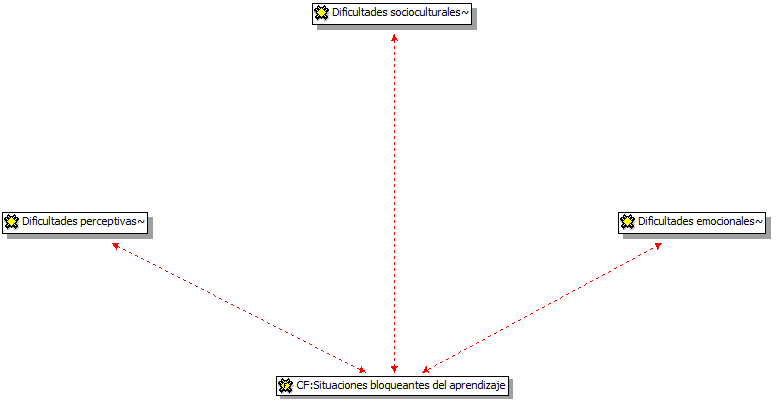 Dificultades socioculturales~
Dificultades perceptivas~
Dificultades emocionales~
CF:Situaciones bloqueantes del aprendizaje